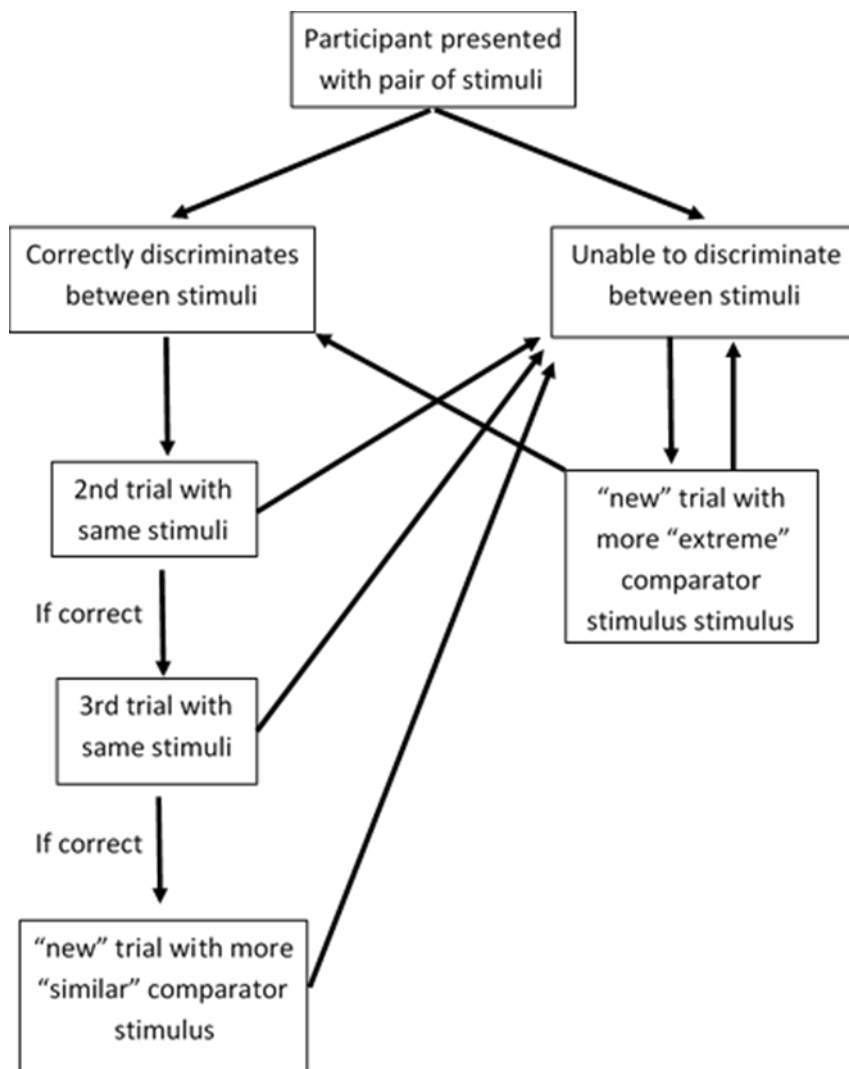 Participant presented
with pair of stimuli
Correctly discriminates
between stimuli
Unable to discriminate
between stimuli
2nd trial with
same stimuli
“new” trial with
more “extreme”
comparator
stimulus stimulus
If correct
3rd trial with
same stimuli
If correct
“new” trial with more
“similar” comparator
stimulus